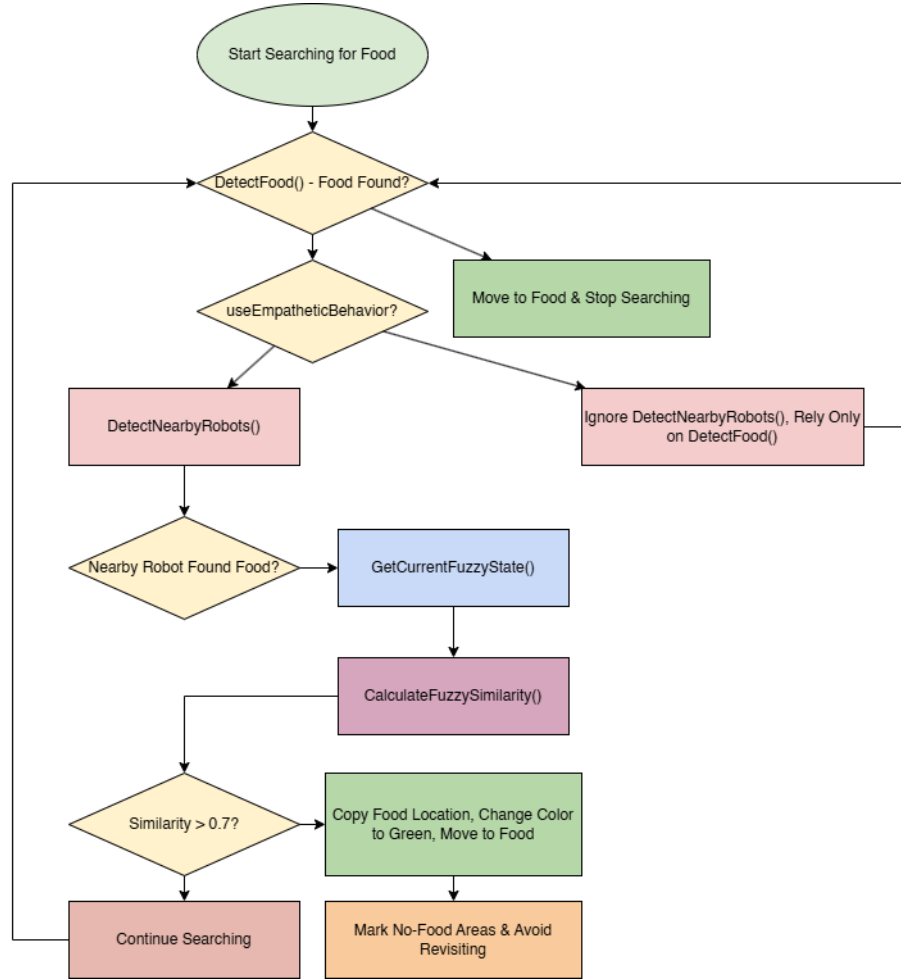 Start Searching for Food
DetectFood() - Food Found?
Move to Food & Stop Searching
useEmpatheticBehavior?
DetectNearbyRobots()
Ignore DetectNearbyRobots(), Rely Only
on DetectFood()
Nearby Robot Found Food?
GetCurrentFuzzyState()
CalculateFuzzySimilarity()
Similarity > 0.7?
Copy Food Location, Change Color
to Green, Move to Food
Continue Searching
Mark No-Food Areas & Avoid
Revisiting